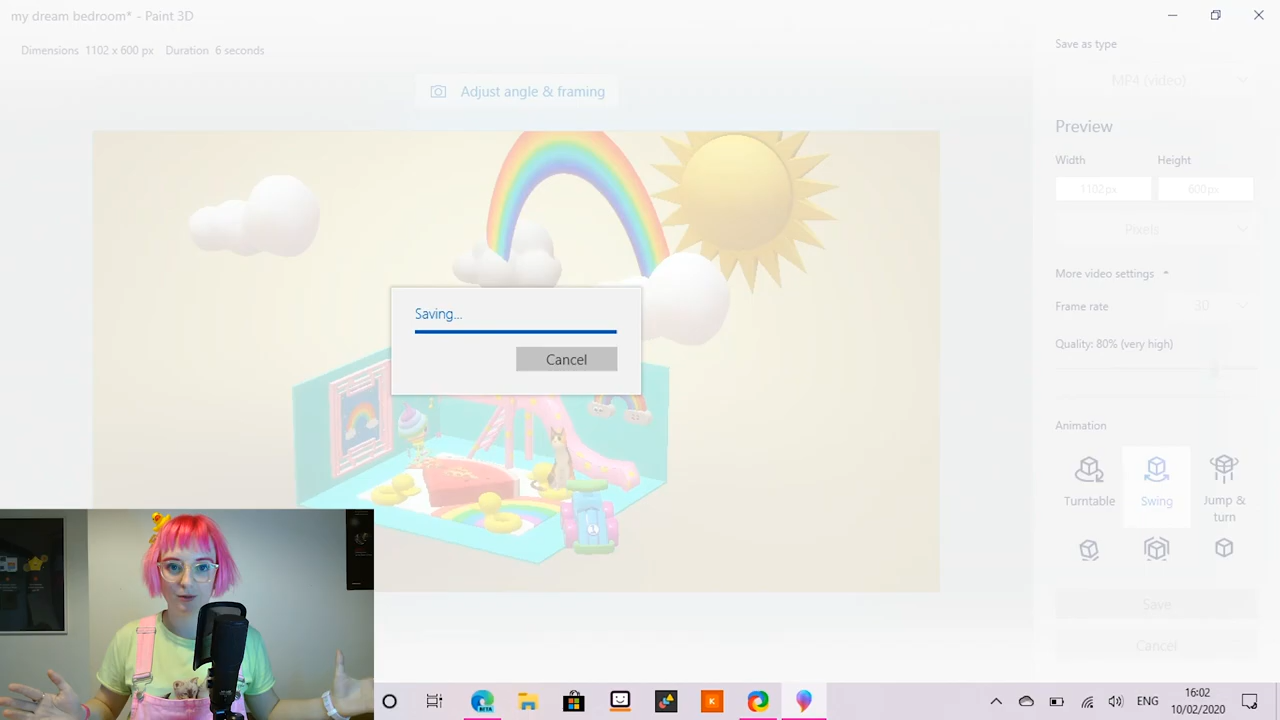 my dream bedroom* - Paint 3D
Dimensions 1102 x 600 px Duration 6 seconds
Save as type
MP4 (video)
Adjust angle & framing
Preview
Width Height
1102px 600px
Pixels
More video settings
Frame rate 30
Quality: 80% (very high)
Saving...
Cancel
Animation
Turntable
Swing
Jump &
turn
Save
Cancel
BETA
K
ENG
16:02
10/02/2020